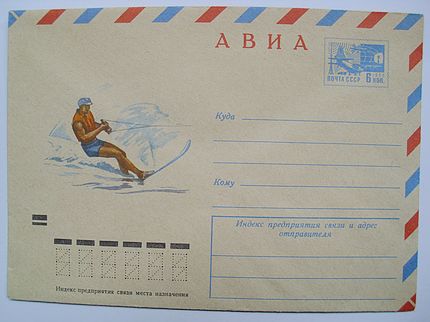 АВИА
ПОЧТА СССР
6
КОП.
Куда
Кому
Индекс предприятия связи и адрес
отправителя
Индекс предприятия связи места назначения